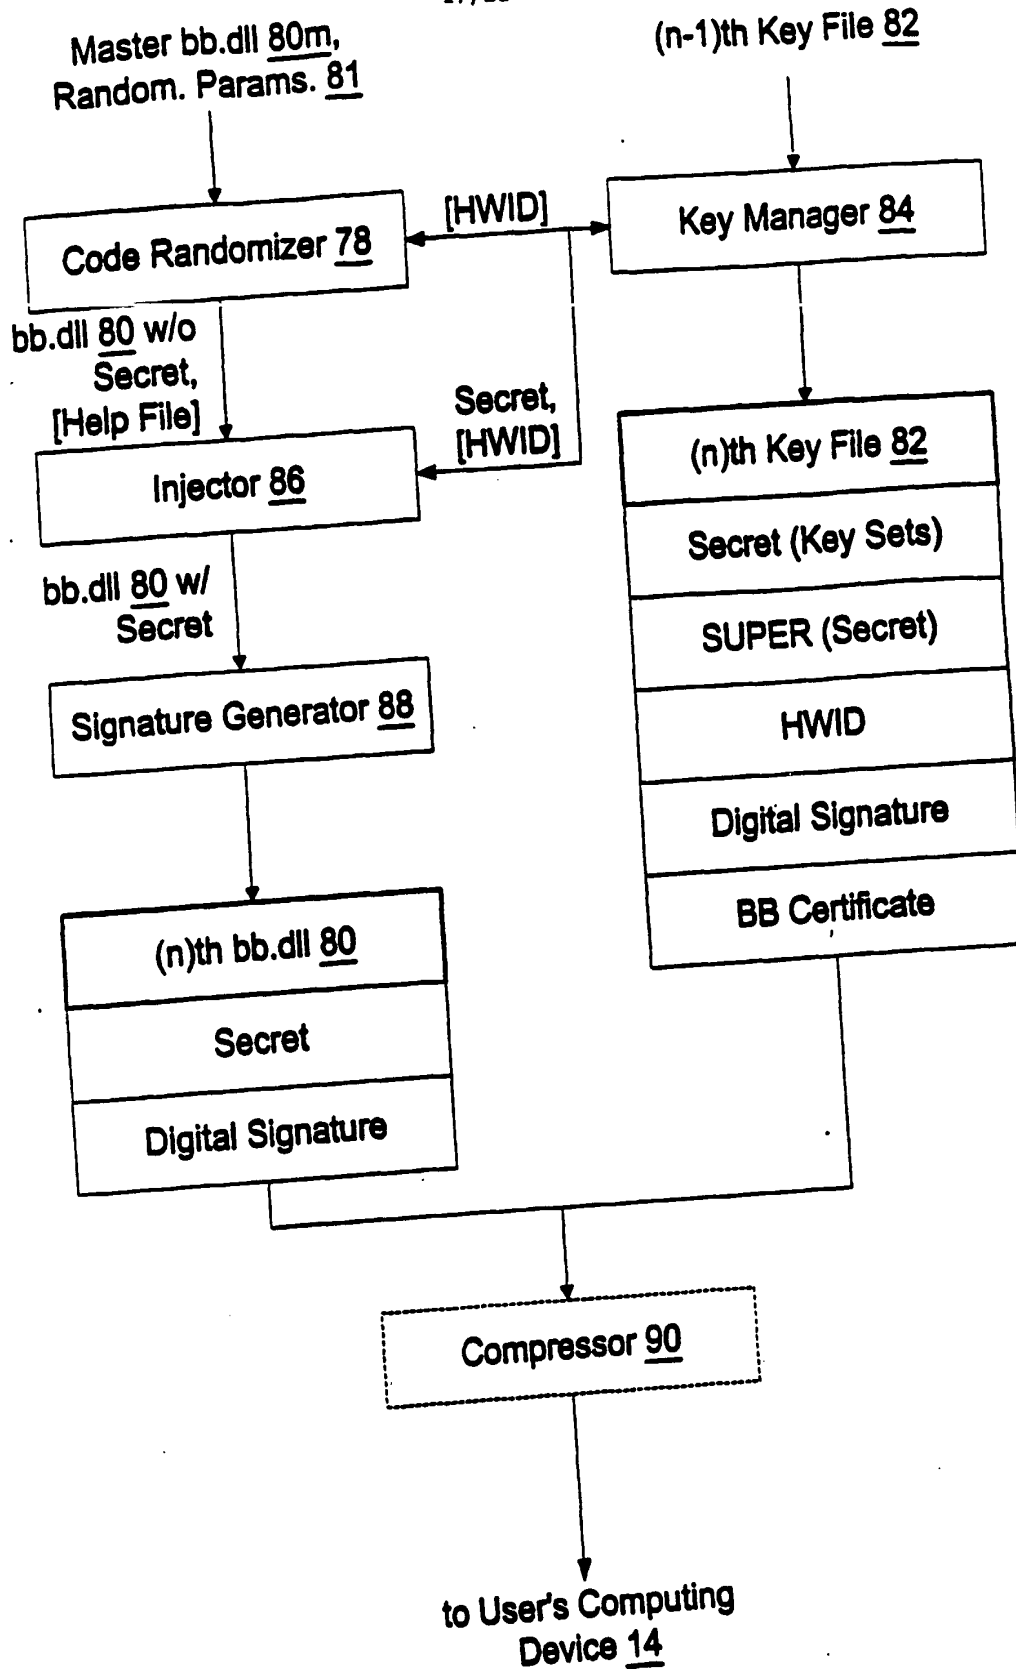 Master bb.dll 80m,
Random. Params. 81
(n-1)th Key File 82
Code Randomizer 78
[HWID]
Key Manager 84
bb.dll 80 w/o
Secret,
[Help File]
Secret,
[HWID]
Injector 86
bb.dll 80 w/
Secret
Signature Generator 88
(n)th bb.dll 80
Secret
Digital Signature
(n)th Key File 82
Secret (Key Sets)
SUPER (Secret)
HWID
Digital Signature
BB Certificate
Compressor 90
to User's Computing
Device 14